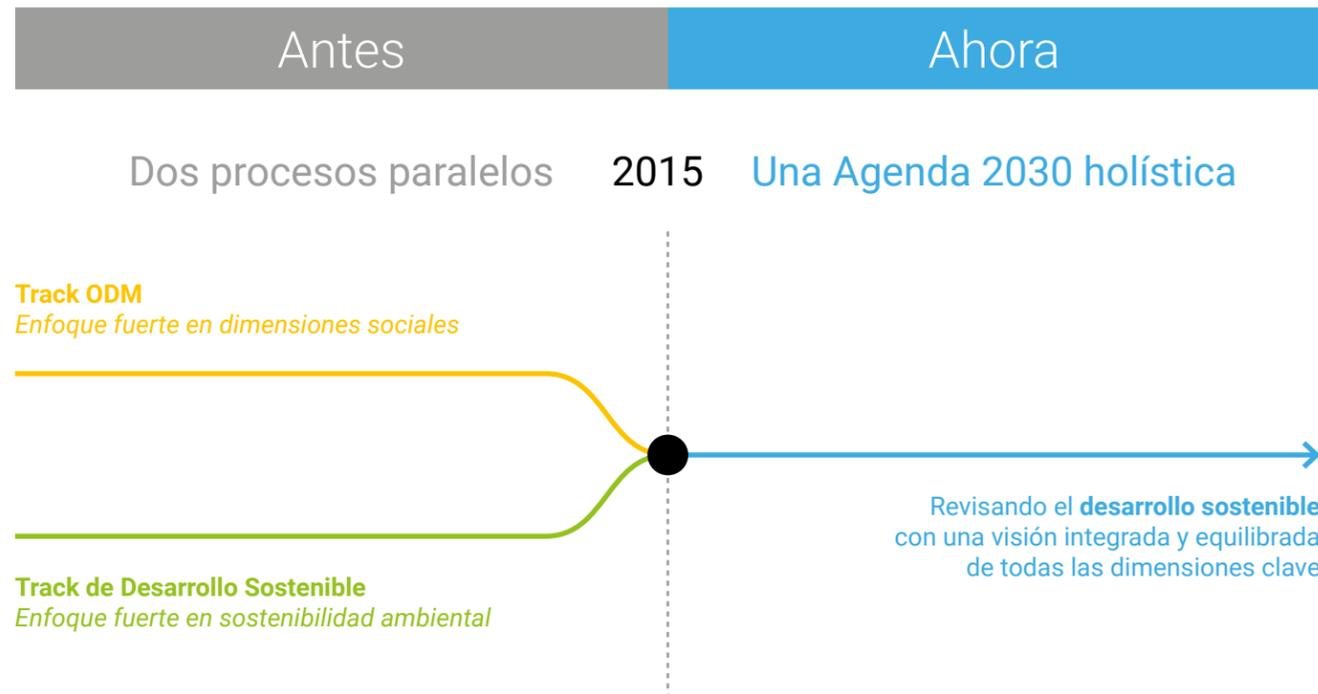 Antes
Ahora
Dos procesos paralelos
2015
Una Agenda 2030 holística
Track ODM
Enfoque fuerte en dimensiones sociales
Revisando el desarrollo sostenible
con una visión integrada y equilibrada
de todas las dimensiones clave
Track de Desarrollo Sostenible
Enfoque fuerte en sostenibilidad ambiental